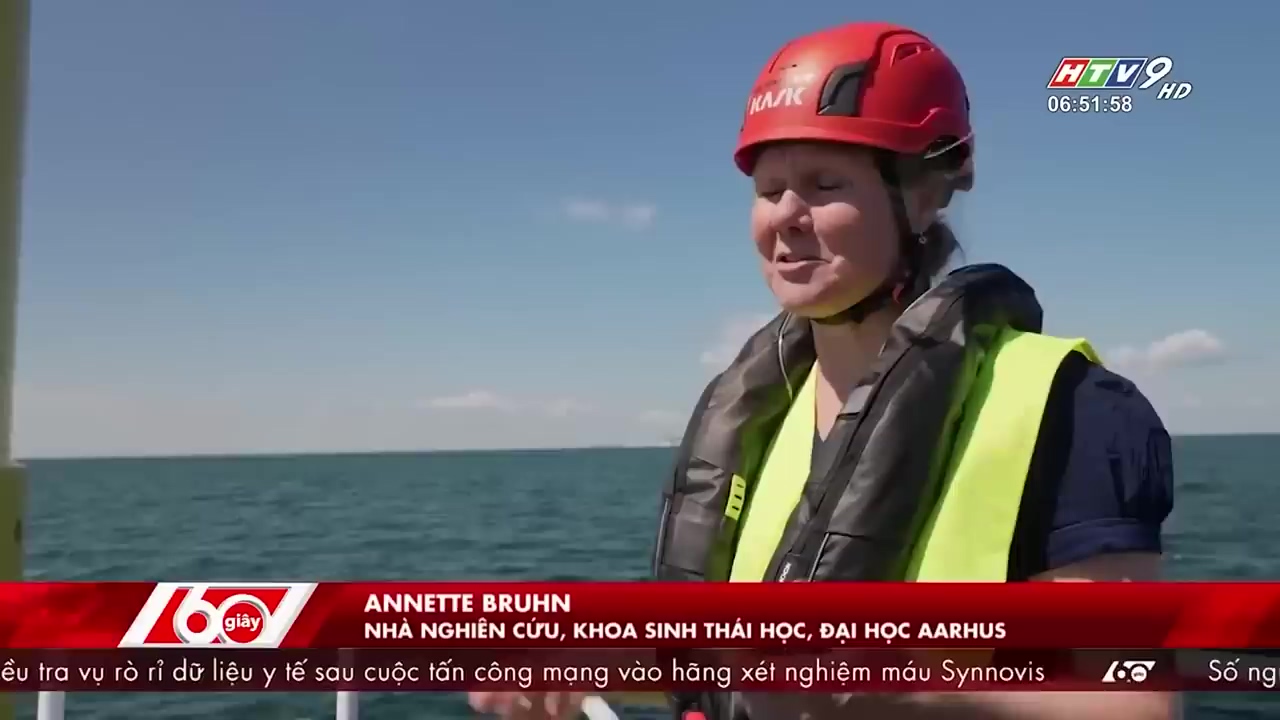 KASK
HTV9 HD
06:51:58
60 giây
ANNETTE BRUHN
NHÀ NGHIÊN CỨU, KHOA SINH THÁI HỌC, ĐẠI HỌC AARHUS
ều tra vụ rò rỉ dữ liệu y tế sau cuộc tấn công mạng vào hãng xét nghiệm máu Synnovis 60 giây Số ng